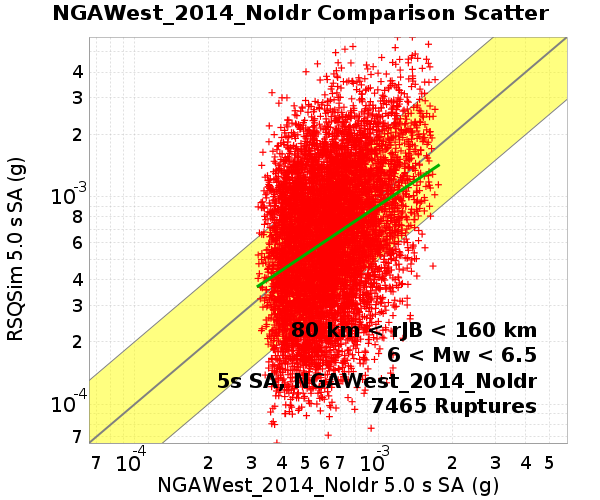 NGAWest_2014_NoIdr Comparison Scatter
RSQSim 5.0 s SA (g)
4
3
2
10-3
8
6
4
3
2
10-4
7
80 km < rJB < 160 km
6 < Mw < 6.5
5s SA, NGAWest_2014_NoIdr
7465 Ruptures
7 10-4 2 3 4 5 6 7 10-3 2 3 4 5
NGAWest_2014_NoIdr 5.0 s SA (g)